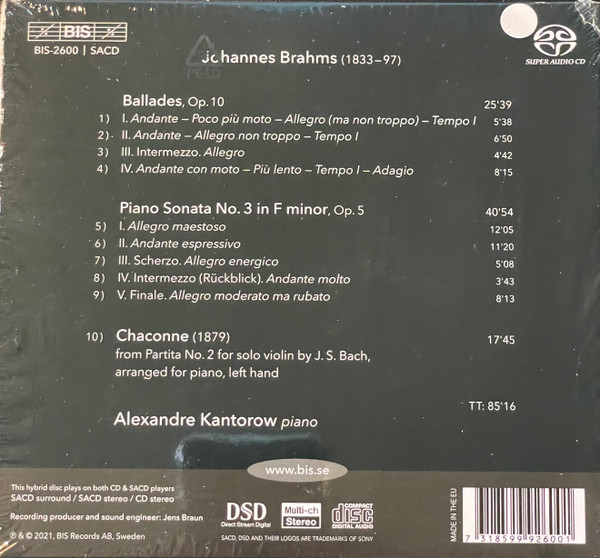 BIS
BIS-2600 | SACD
SUPER AUDIO CD
Johannes Brahms (1833–97)
Ballades, Op. 10 25'39
1) I. Andante – Poco più moto – Allegro (ma non troppo) – Tempo I 5'38
2) II. Andante – Allegro non troppo – Tempo I 6'50
3) III. Intermezzo. Allegro 4'42
4) IV. Andante con moto – Più lento – Tempo I – Adagio 8'15
Piano Sonata No. 3 in F minor, Op. 5 40'54
5) I. Allegro maestoso 12'05
6) II. Andante espressivo 11'20
7) III. Scherzo. Allegro energico 5'08
8) IV. Intermezzo (Rückblick). Andante molto 3'43
9) V. Finale. Allegro moderato ma rubato 8'13
10) Chaconne (1879) 17'45
from Partita No. 2 for solo violin by J. S. Bach,
arranged for piano, left hand
TT: 85'16
Alexandre Kantorow piano
www.bis.se
This hybrid disc plays on both CD & SACD players
SACD surround / SACD stereo / CD stereo
Recording producer and sound engineer: Jens Braun
℗ & © 2021, BIS Records AB, Sweden
DSD
Direct Stream Digital
Multi-ch
Stereo
COMPACT
disc
DIGITAL AUDIO
SACD, DSD AND THEIR LOGOS ARE TRADEMARKS OF SONY
MADE IN THE EU
7 318599 926001